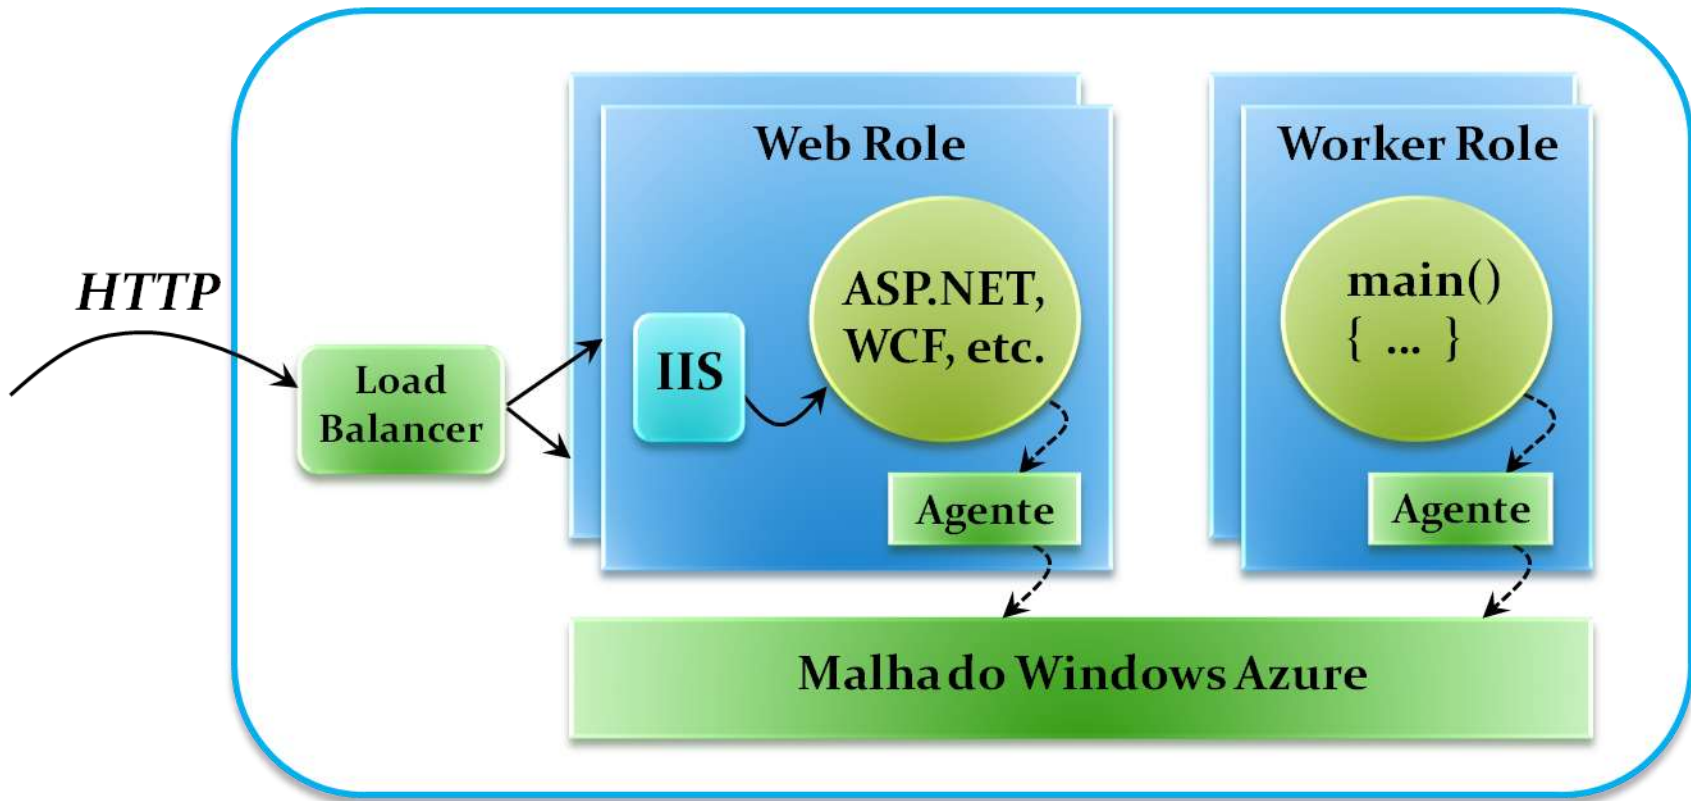 HTTP
Load
Balancer
Web Role
IIS
ASP.NET,
WCF, etc.
Agente
Worker Role
main()
{ ... }
Agente
Malha do Windows Azure